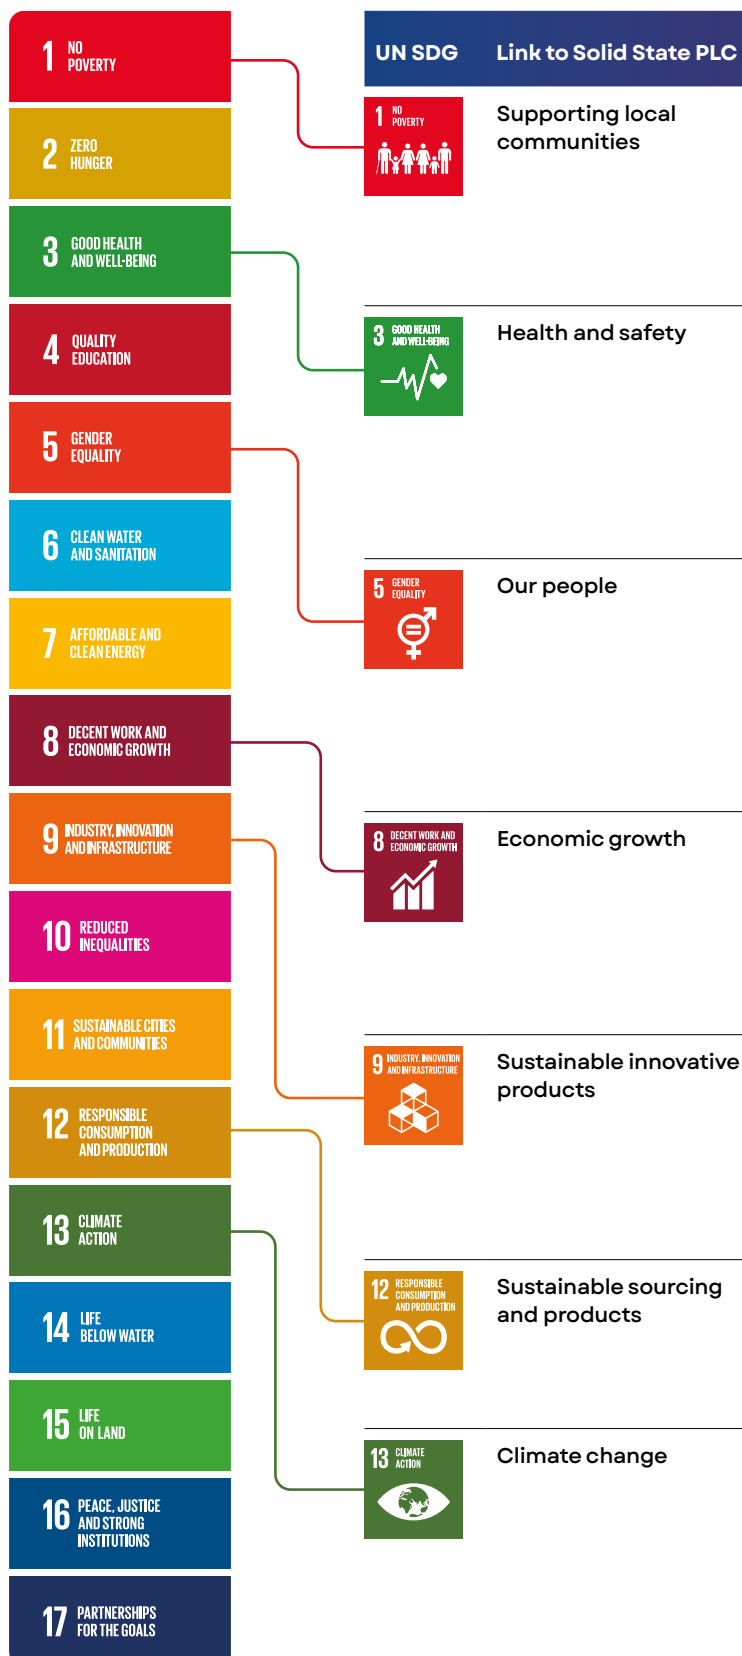 1 NO
POVERTY
2 ZERO
HUNGER
3 GOOD HEALTH
AND WELL-BEING
4 QUALITY
EDUCATION
5 GENDER
EQUALITY
6 CLEAN WATER
AND SANITATION
7 AFFORDABLE AND
CLEAN ENERGY
8 DECENT WORK AND
ECONOMIC GROWTH
9 INDUSTRY, INNOVATION
AND INFRASTRUCTURE
10 REDUCED
INEQUALITIES
11 SUSTAINABLE CITIES
AND COMMUNITIES
12 RESPONSIBLE
CONSUMPTION
AND PRODUCTION
13 CLIMATE
ACTION
14 LIFE
BELOW WATER
15 LIFE
ON LAND
16 PEACE, JUSTICE
AND STRONG
INSTITUTIONS
17 PARTNERSHIPS
FOR THE GOALS
UN SDG Link to Solid State PLC
1 NO
POVERTY
Supporting local
communities
3 GOOD HEALTH
AND WELL-BEING
Health and safety
5 GENDER
EQUALITY
Our people
8 DECENT WORK AND
ECONOMIC GROWTH
Economic growth
9 INDUSTRY, INNOVATION
AND INFRASTRUCTURE
Sustainable innovative
products
12 RESPONSIBLE
CONSUMPTION
AND PRODUCTION
Sustainable sourcing
and products
13 CLIMATE
ACTION
Climate change